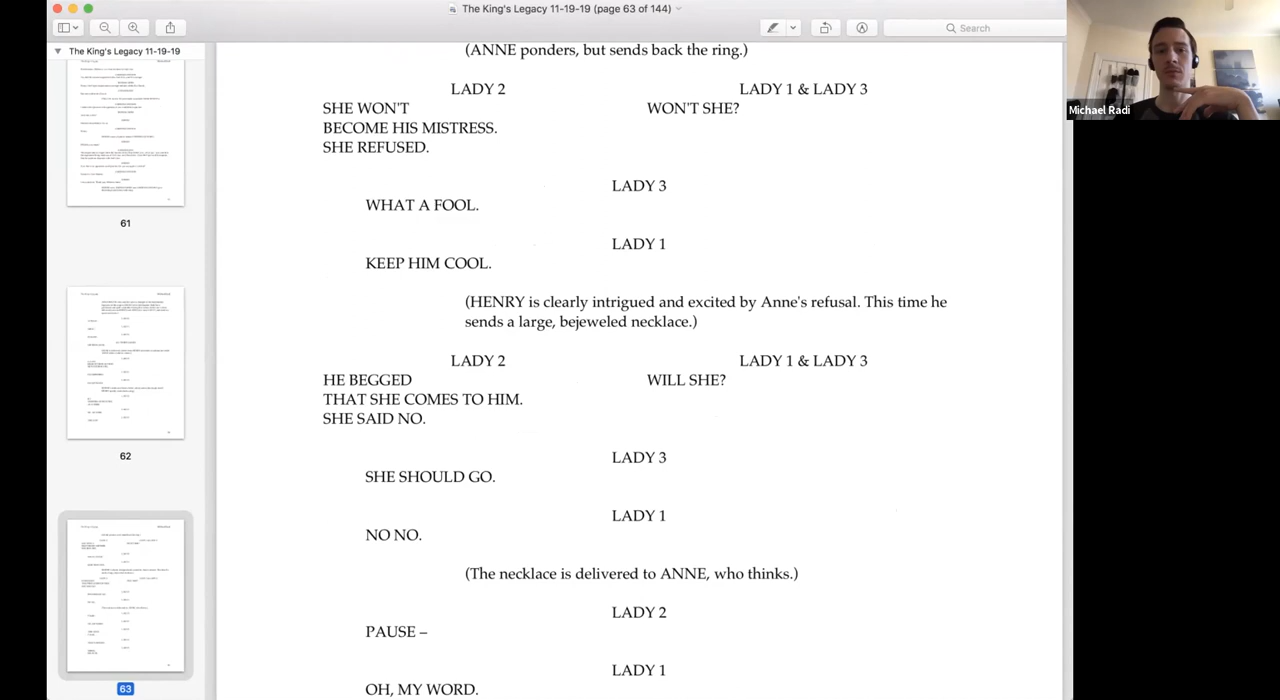 The King's Legacy 11-19-19 (page 63 of 144)
Search
The King's Legacy 11-19-19
61
62
63
(ANNE ponders, but sends back the ring.)
LADY 2 LADY 1 & LADY 3
SHE WON'T WON'T SHE?
BECOME HIS MISTRESS.
SHE REFUSED.
LADY 3
WHAT A FOOL.
LADY 1
KEEP HIM COOL.
(HENRY is clearly intrigued and excited by Anne's refusal. This time he
sends a large, bejeweled necklace.)
LADY 2 LADY 1 & LADY 3
HE BEGGED WILL SHE?
THAT SHE COMES TO HIM.
SHE SAID NO.
LADY 3
SHE SHOULD GO.
LADY 1
NO NO.
(The necklace is delivered to ANNE, who thinks.)
LADY 2
PAUSE –
LADY 1
OH, MY WORD.
Michael Radi